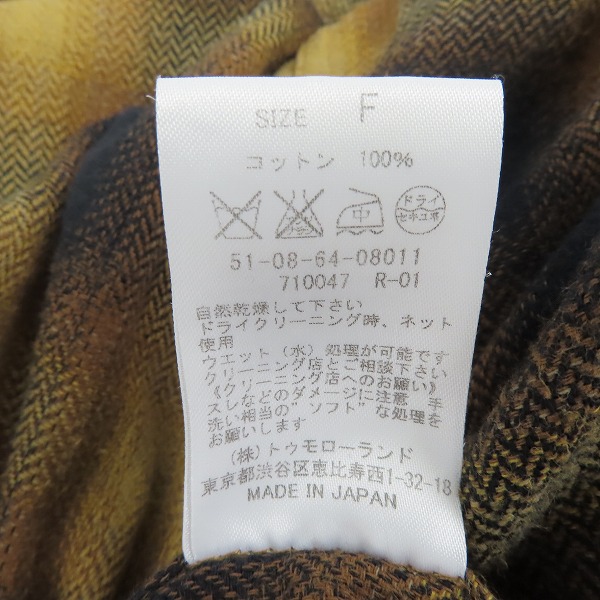 SIZE F
コットン 100%
中 ドライ セキユ系
51-08-64-08011
710047 R-01
自然乾燥して下さい
ドライクリーニング時、ネット
使用
ウエット(水)処理が可能です
クリーニング店とご相談下さい
《クリーニング店へのお願い》
スレなどのダメージに注意 手
洗い相当の"ソフト"な処理を
お願いします
(株)トゥモローランド
東京都渋谷区恵比寿西1-32-18
MADE IN JAPAN